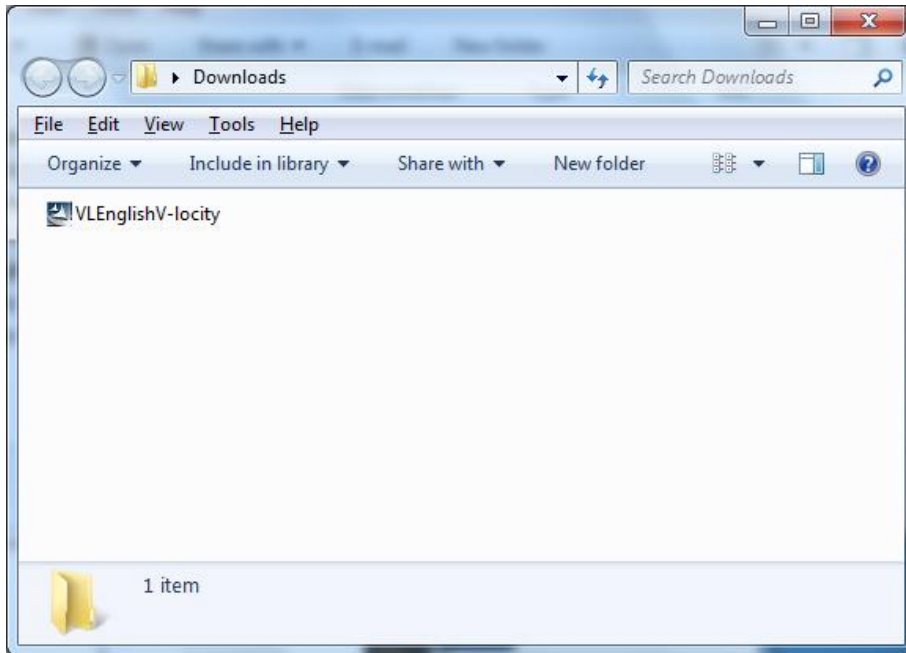 Downloads
Search Downloads
File Edit View Tools Help
Organize Include in library Share with New folder
VLEnglishV-locity
1 item